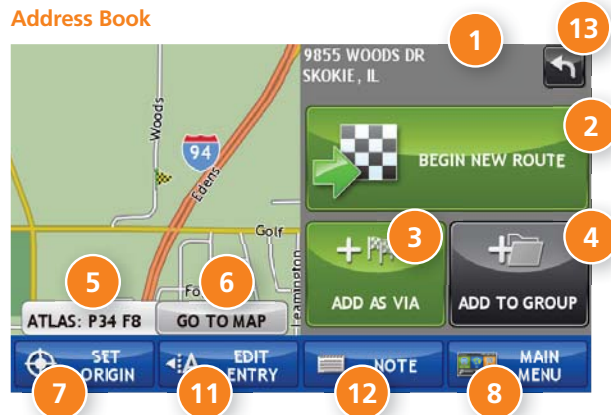 Address Book
9855 WOODS DR
SKOKIE, IL
1
13
2
BEGIN NEW ROUTE
Woods
94
Edens
Golf
3
4
ADD AS VIA
ADD TO GROUP
5
6
Fo
Leamington
ATLAS: P34 F8
GO TO MAP
SET
ORIGIN
EDIT
ENTRY
NOTE
MAIN
MENU
7
11
12
8